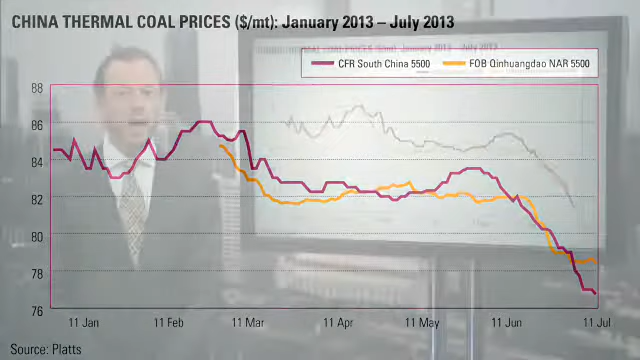 CHINA THERMAL COAL PRICES ($/mt): January 2013 – July 2013
CFR South China 5500 FOB Qinhuangdao NAR 5500
88
86
84
82
80
78
76
11 Jan 11 Feb 11 Mar 11 Apr 11 May 11 Jun 11 Jul
Source: Platts